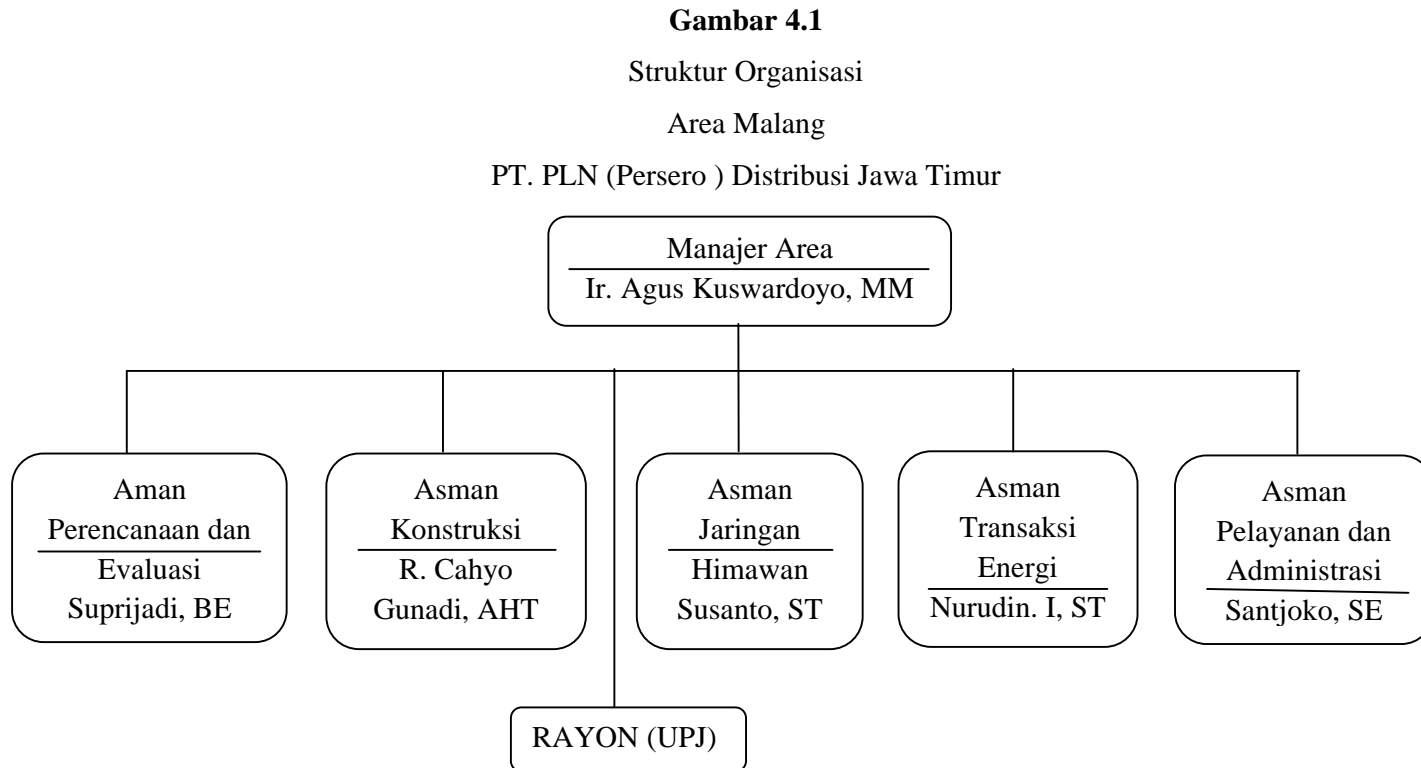 Gambar 4.1
Struktur Organisasi
Area Malang
PT. PLN (Persero ) Distribusi Jawa Timur
Manajer Area
Ir. Agus Kuswardoyo, MM
Aman
Perencanaan dan
Evaluasi
Suprijadi, BE
Asman
Konstruksi
R. Cahyo
Gunadi, AHT
Asman
Jaringan
Himawan
Susanto, ST
Asman
Transaksi
Energi
Nurudin. I, ST
Asman
Pelayanan dan
Administrasi
Santjoko, SE
RAYON (UPJ)